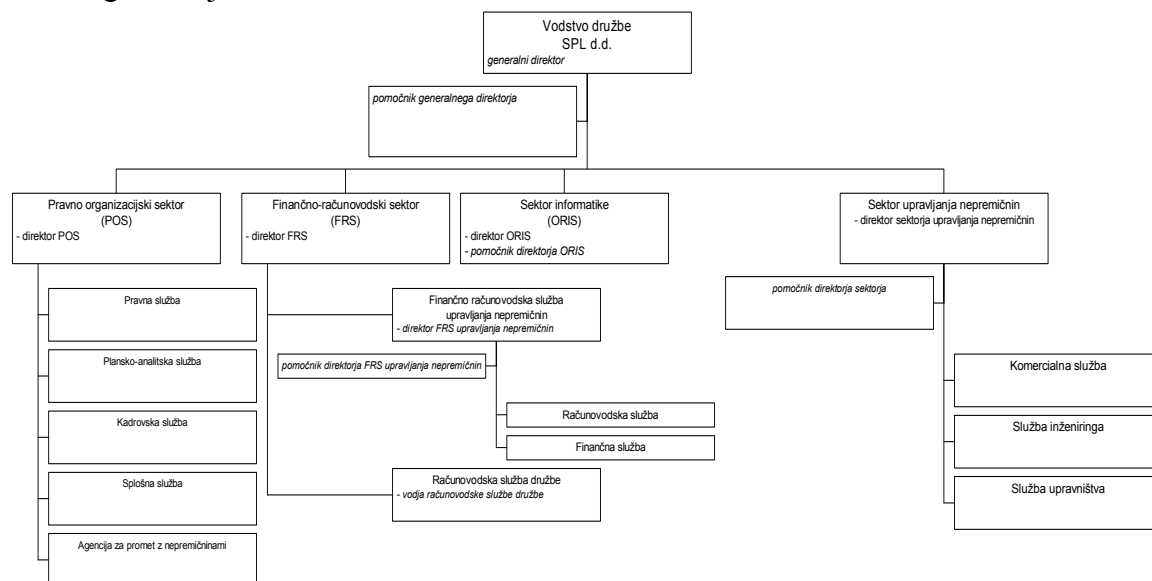 Vodstvo družbe
SPL d.d.
generalni direktor
pomočnik generalnega direktorja
Pravno organizacijski sektor
(POS)
- direktor POS
Finančno-računovodski sektor
(FRS)
- direktor FRS
Sektor informatike
(ORIS)
- direktor ORIS
- pomočnik direktorja ORIS
Sektor upravljanja nepremičnin
- direktor sektorja upravljanja nepremičnin
Pravna služba
Plansko-analitska služba
Kadrovska služba
Splošna služba
Agencija za promet z nepremičninami
Finančno računovodska služba
upravljanja nepremičnin
- direktor FRS upravljanja nepremičnin
pomočnik direktorja FRS upravljanja nepremičnin
Računovodska služba
Finančna služba
Računovodska služba družbe
- vodja računovodske službe družbe
pomočnik direktorja sektorja
Komercialna služba
Služba inženiringa
Služba upravništva